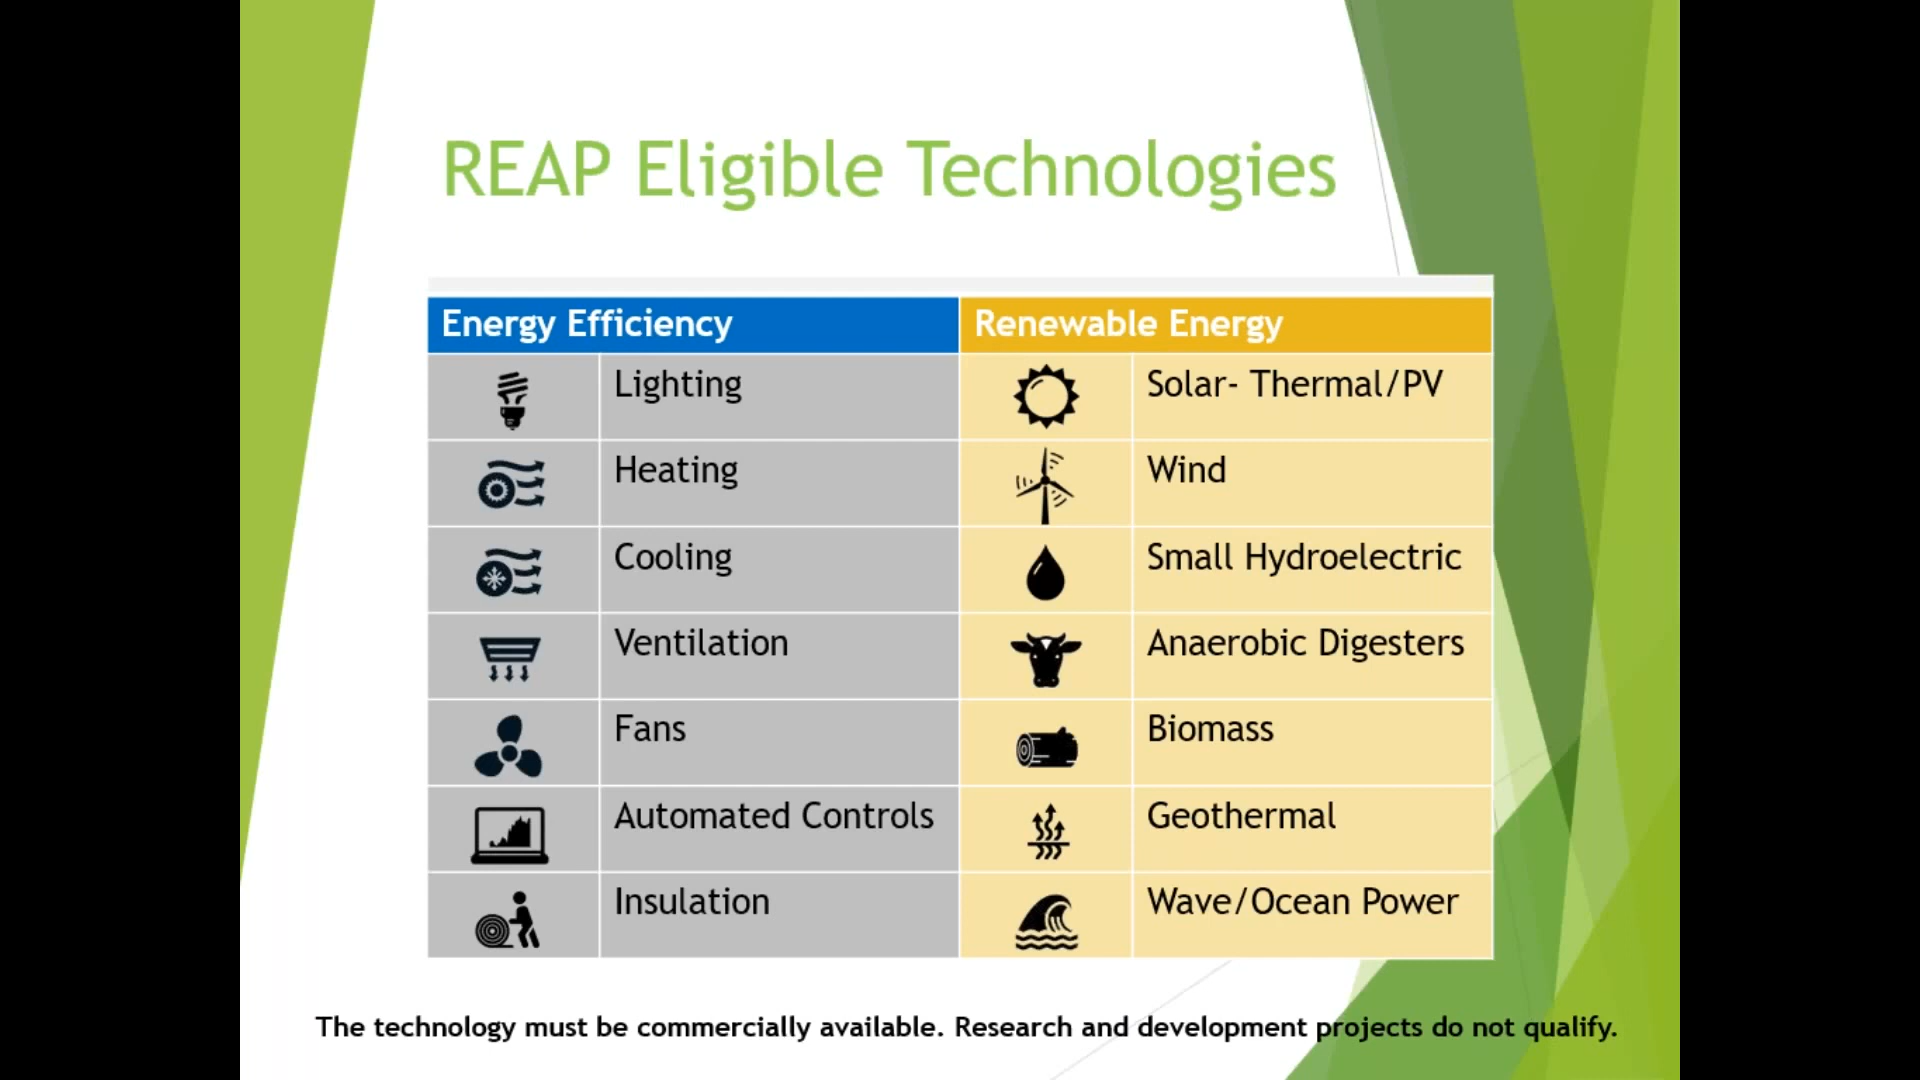 REAP Eligible Technologies
Energy Efficiency
Renewable Energy
Lighting
Solar- Thermal/PV
Heating
Wind
Cooling
Small Hydroelectric
Ventilation
Anaerobic Digesters
Fans
Biomass
Automated Controls
Geothermal
Insulation
Wave/Ocean Power
The technology must be commercially available. Research and development projects do not qualify.